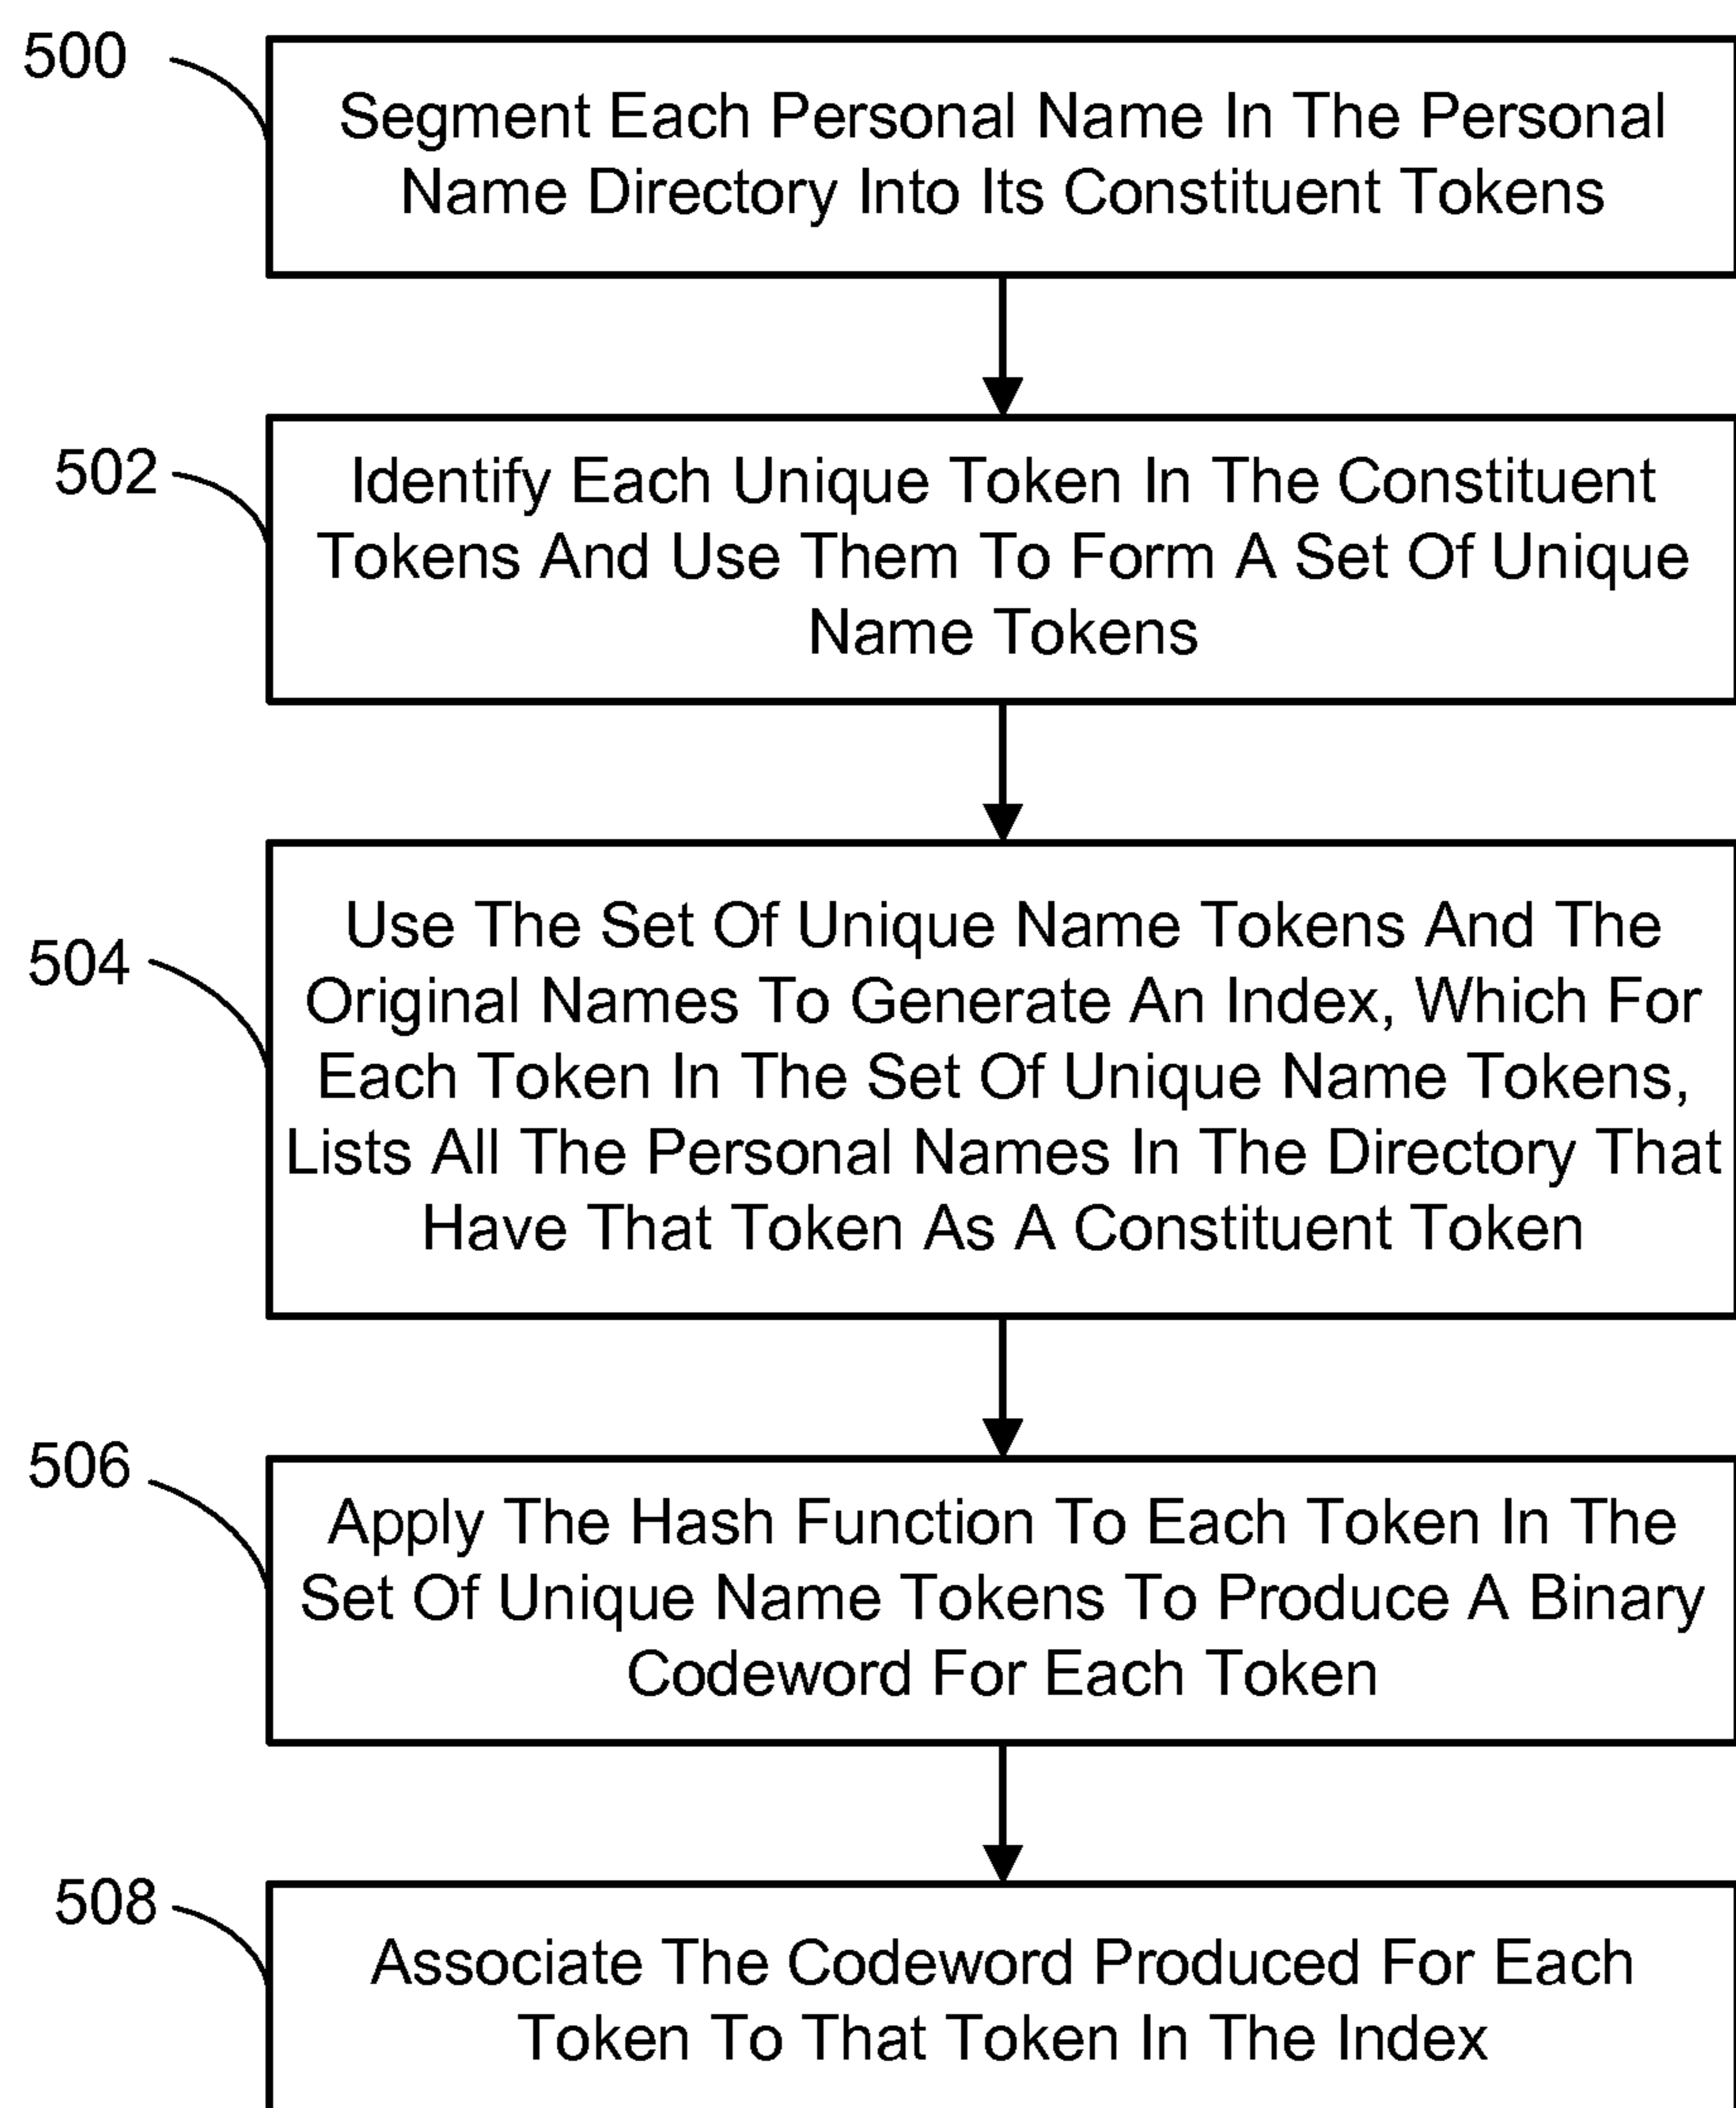 500
Segment Each Personal Name In The Personal
Name Directory Into Its Constituent Tokens
502
Identify Each Unique Token In The Constituent
Tokens And Use Them To Form A Set Of Unique
Name Tokens
504
Use The Set Of Unique Name Tokens And The
Original Names To Generate An Index, Which For
Each Token In The Set Of Unique Name Tokens,
Lists All The Personal Names In The Directory That
Have That Token As A Constituent Token
506
Apply The Hash Function To Each Token In The
Set Of Unique Name Tokens To Produce A Binary
Codeword For Each Token
508
Associate The Codeword Produced For Each
Token To That Token In The Index